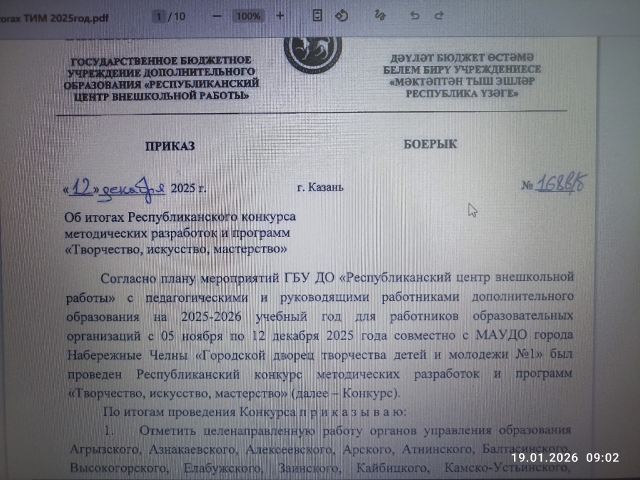 огах ТИМ 2025год.pdf
1 / 10
100%
ГОСУДАРСТВЕННОЕ БЮДЖЕТНОЕ
УЧРЕЖДЕНИЕ ДОПОЛНИТЕЛЬНОГО
ОБРАЗОВАНИЯ «РЕСПУБЛИКАНСКИЙ
ЦЕНТР ВНЕШКОЛЬНОЙ РАБОТЫ»
ДӘҮЛӘТ БЮДЖЕТ ӨСТӘМӘ
БЕЛЕМ БИРҮ УЧРЕЖДЕНИЕСЕ
«МӘКТӘПТӘН ТЫШ ЭШЛӘР
РЕСПУБЛИКА ҮЗӘГЕ»
ПРИКАЗ
БОЕРЫК
«12» декабря 2025 г.
г. Казань
№
Об итогах Республиканского конкурса
методических разработок и программ
«Творчество, искусство, мастерство»
Согласно плану мероприятий ГБУ ДО «Республиканский центр внешкольной
работы» с педагогическими и руководящими работниками дополнительного
образования на 2025-2026 учебный год для работников образовательных
организаций с 05 ноября по 12 декабря 2025 года совместно с МАУДО города
Набережные Челны «Городской дворец творчества детей и молодежи №1» был
проведен Республиканский конкурс методических разработок и программ
«Творчество, искусство, мастерство» (далее – Конкурс).
По итогам проведения Конкурса п р и к а з ы в а ю:
1. Отметить целенаправленную работу органов управления образования
Агрызского, Азнакаевского, Алексеевского, Арского, Атнинского, Балтасинского,
Высокогорского, Елабужского, Заинского, Кайбицкого, Камско-Устьинского,
19.01.2026 09:02